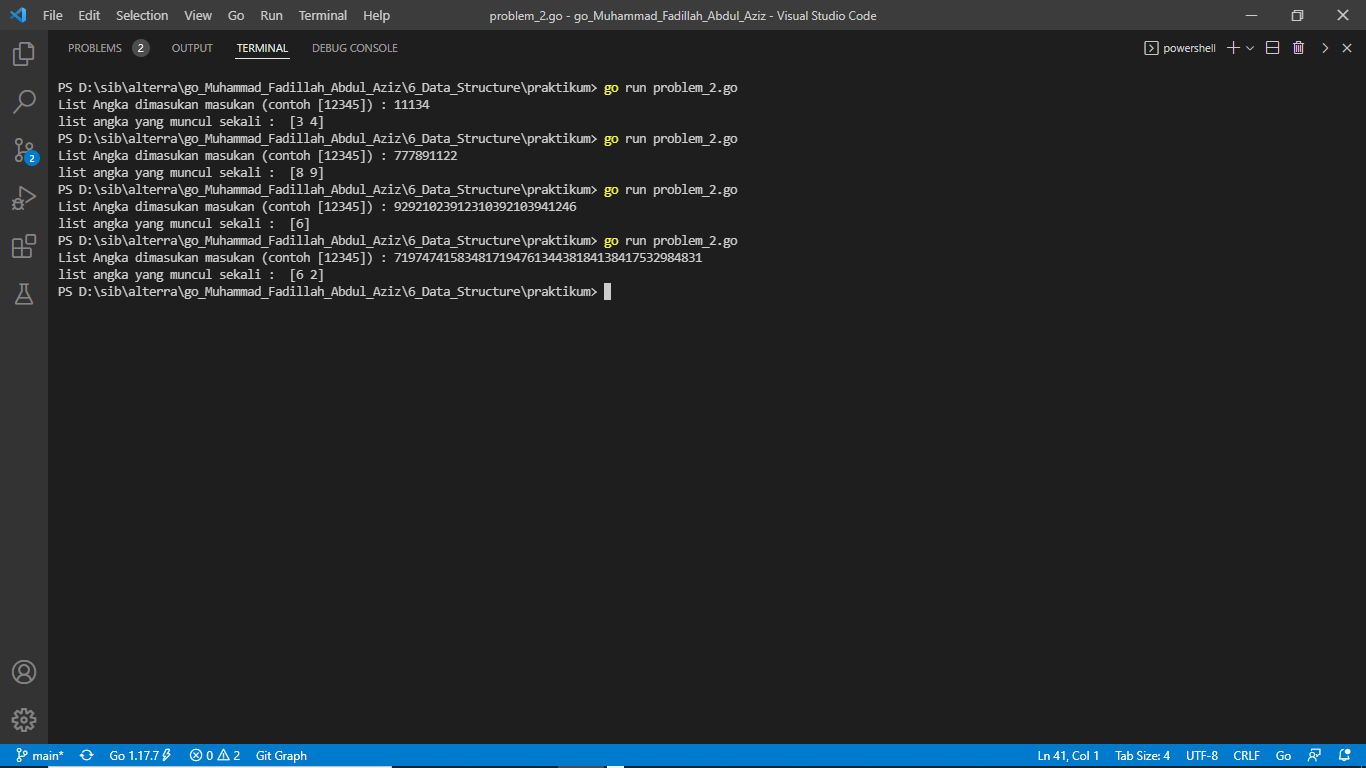 File Edit Selection View Go Run Terminal Help problem_2.go - go_Muhammad_Fadillah_Abdul_Aziz - Visual Studio Code
PROBLEMS 2 OUTPUT TERMINAL DEBUG CONSOLE powershell
PS D:\sib\alterra\go_Muhammad_Fadillah_Abdul_Aziz\6_Data_Structure\praktikum> go run problem_2.go
List Angka dimasukan masukan (contoh [12345]) : 11134
list angka yang muncul sekali :  [3 4]
PS D:\sib\alterra\go_Muhammad_Fadillah_Abdul_Aziz\6_Data_Structure\praktikum> go run problem_2.go
List Angka dimasukan masukan (contoh [12345]) : 777891122
list angka yang muncul sekali :  [8 9]
PS D:\sib\alterra\go_Muhammad_Fadillah_Abdul_Aziz\6_Data_Structure\praktikum> go run problem_2.go
List Angka dimasukan masukan (contoh [12345]) : 92921023912310392103941246
list angka yang muncul sekali :  [6]
PS D:\sib\alterra\go_Muhammad_Fadillah_Abdul_Aziz\6_Data_Structure\praktikum> go run problem_2.go
List Angka dimasukan masukan (contoh [12345]) : 71974741583481719476134438184138417532984831
list angka yang muncul sekali :  [6 2]
PS D:\sib\alterra\go_Muhammad_Fadillah_Abdul_Aziz\6_Data_Structure\praktikum>
2
main* Go 1.17.7 0 2 Git Graph Ln 41, Col 1 Tab Size: 4 UTF-8 CRLF Go